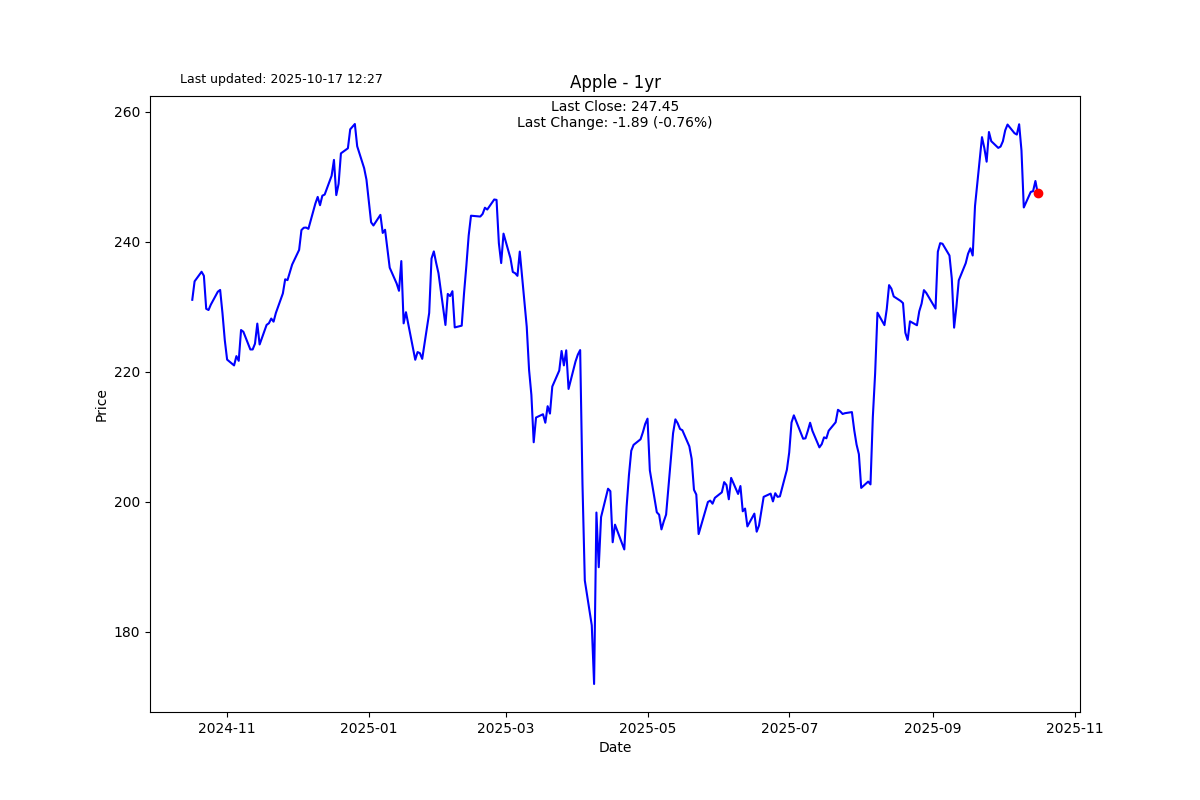 Last updated: 2025-10-17 12:27
Apple - 1yr
Last Close: 247.45
Last Change: -1.89 (-0.76%)
Price
260
240
220
200
180
2024-11
2025-01
2025-03
2025-05
2025-07
2025-09
2025-11
Date